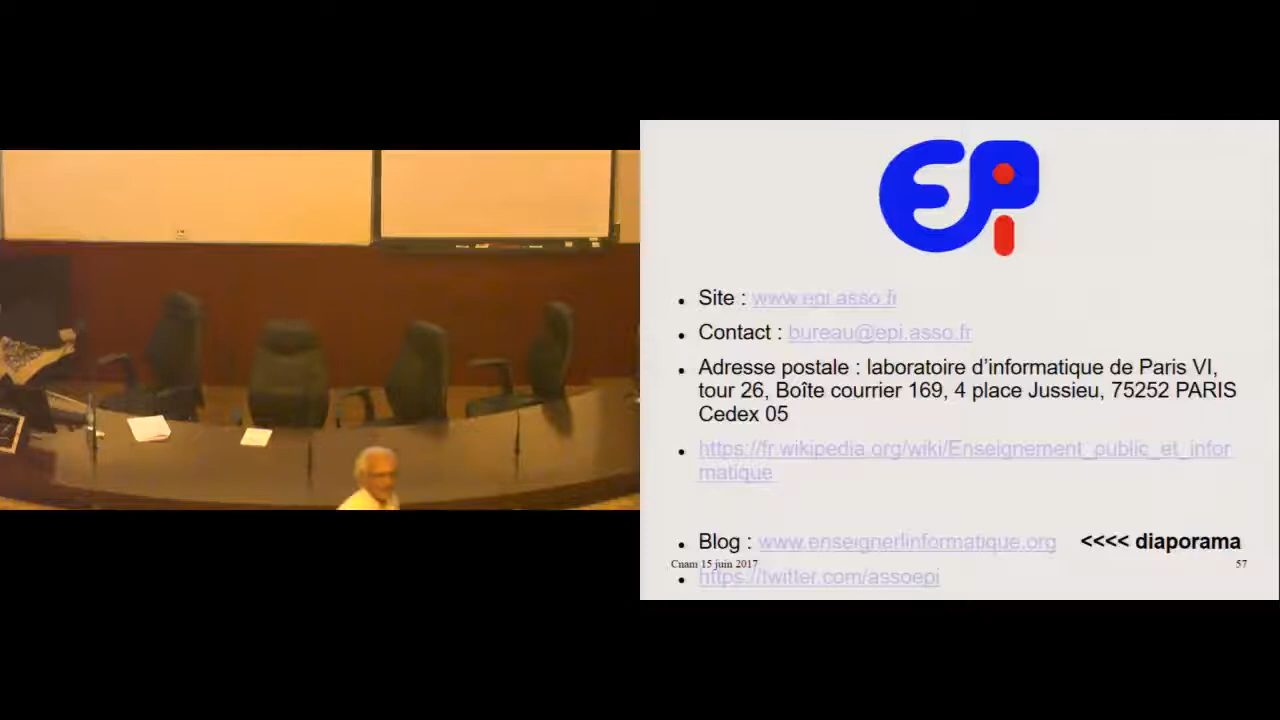 EPI
Site : www.epi.asso.fr
Contact : bureau@epi.asso.fr
Adresse postale : laboratoire d'informatique de Paris VI,
tour 26, Boîte courrier 169, 4 place Jussieu, 75252 PARIS
Cedex 05
https://fr.wikipedia.org/wiki/Enseignement_public_et_infor
matique
Blog : www.enseignerlinformatique.org <<<< diaporama
Cnam 15 juin 2017 57
https://twitter.com/assoepi